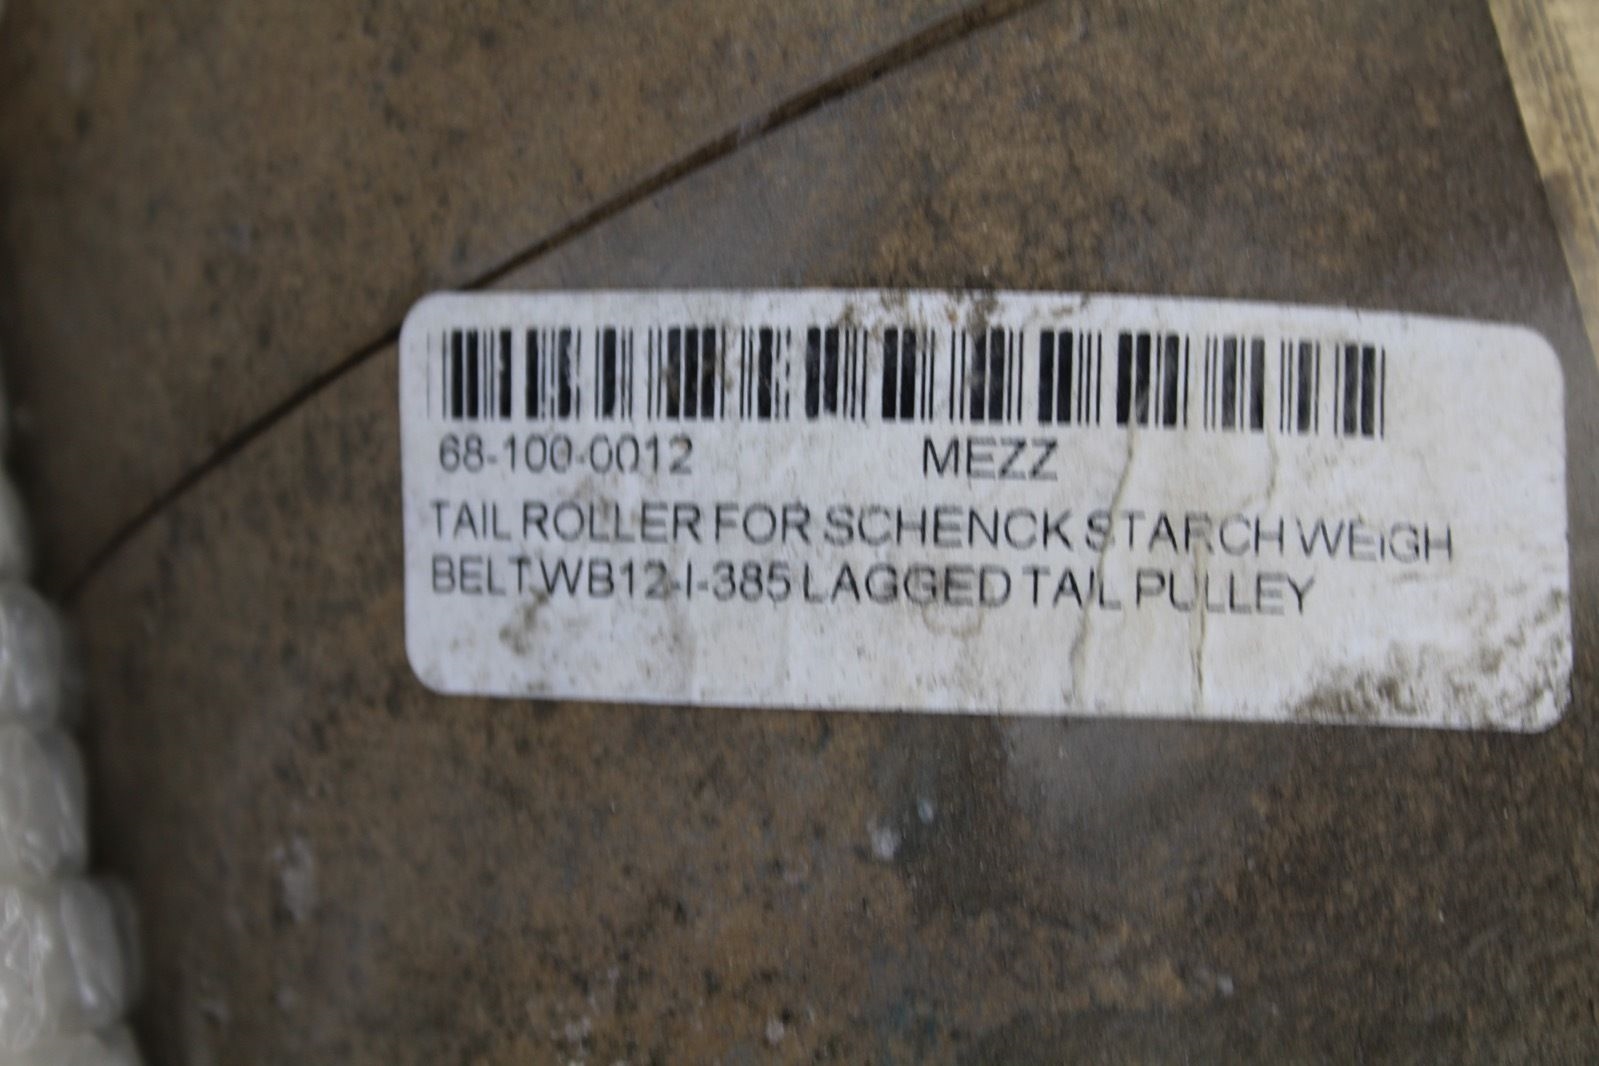 68-100-0012 MEZZ
TAIL ROLLER FOR SCHENCK STARCH WEIGH
BELT WB12-I-385 LAGGED TAIL PULLEY